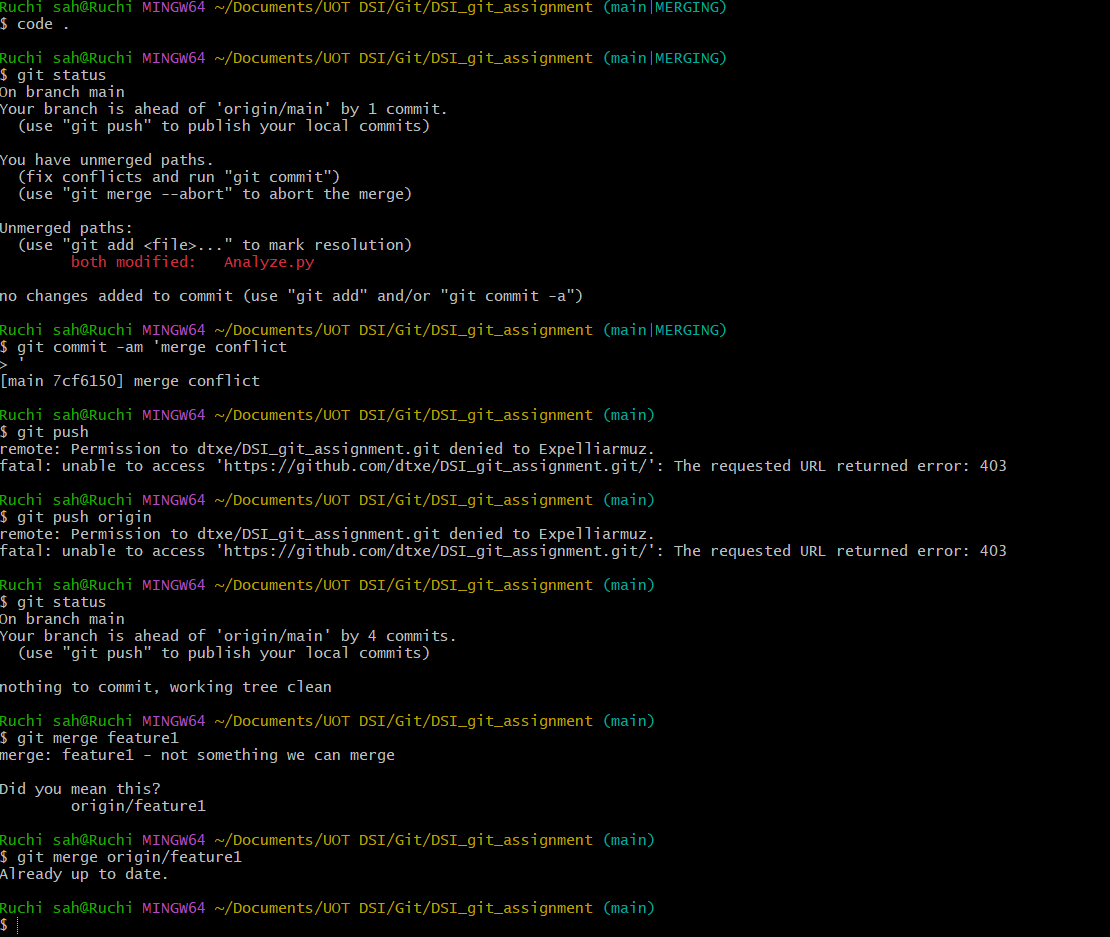 Ruchi sah@Ruchi MINGW64 ~/Documents/UOT DSI/Git/DSI_git_assignment (main|MERGING)
$ code .
Ruchi sah@Ruchi MINGW64 ~/Documents/UOT DSI/Git/DSI_git_assignment (main|MERGING)
$ git status
On branch main
Your branch is ahead of 'origin/main' by 1 commit.
  (use "git push" to publish your local commits)
You have unmerged paths.
  (fix conflicts and run "git commit")
  (use "git merge --abort" to abort the merge)
Unmerged paths:
  (use "git add <file>..." to mark resolution)
        both modified:   Analyze.py
no changes added to commit (use "git add" and/or "git commit -a")
Ruchi sah@Ruchi MINGW64 ~/Documents/UOT DSI/Git/DSI_git_assignment (main|MERGING)
$ git commit -am 'merge conflict
> '
[main 7cf6150] merge conflict
Ruchi sah@Ruchi MINGW64 ~/Documents/UOT DSI/Git/DSI_git_assignment (main)
$ git push
remote: Permission to dtxe/DSI_git_assignment.git denied to Expelliarmuz.
fatal: unable to access 'https://github.com/dtxe/DSI_git_assignment.git/': The requested URL returned error: 403
Ruchi sah@Ruchi MINGW64 ~/Documents/UOT DSI/Git/DSI_git_assignment (main)
$ git push origin
remote: Permission to dtxe/DSI_git_assignment.git denied to Expelliarmuz.
fatal: unable to access 'https://github.com/dtxe/DSI_git_assignment.git/': The requested URL returned error: 403
Ruchi sah@Ruchi MINGW64 ~/Documents/UOT DSI/Git/DSI_git_assignment (main)
$ git status
On branch main
Your branch is ahead of 'origin/main' by 4 commits.
  (use "git push" to publish your local commits)
nothing to commit, working tree clean
Ruchi sah@Ruchi MINGW64 ~/Documents/UOT DSI/Git/DSI_git_assignment (main)
$ git merge feature1
merge: feature1 - not something we can merge
Did you mean this?
        origin/feature1
Ruchi sah@Ruchi MINGW64 ~/Documents/UOT DSI/Git/DSI_git_assignment (main)
$ git merge origin/feature1
Already up to date.
Ruchi sah@Ruchi MINGW64 ~/Documents/UOT DSI/Git/DSI_git_assignment (main)
$